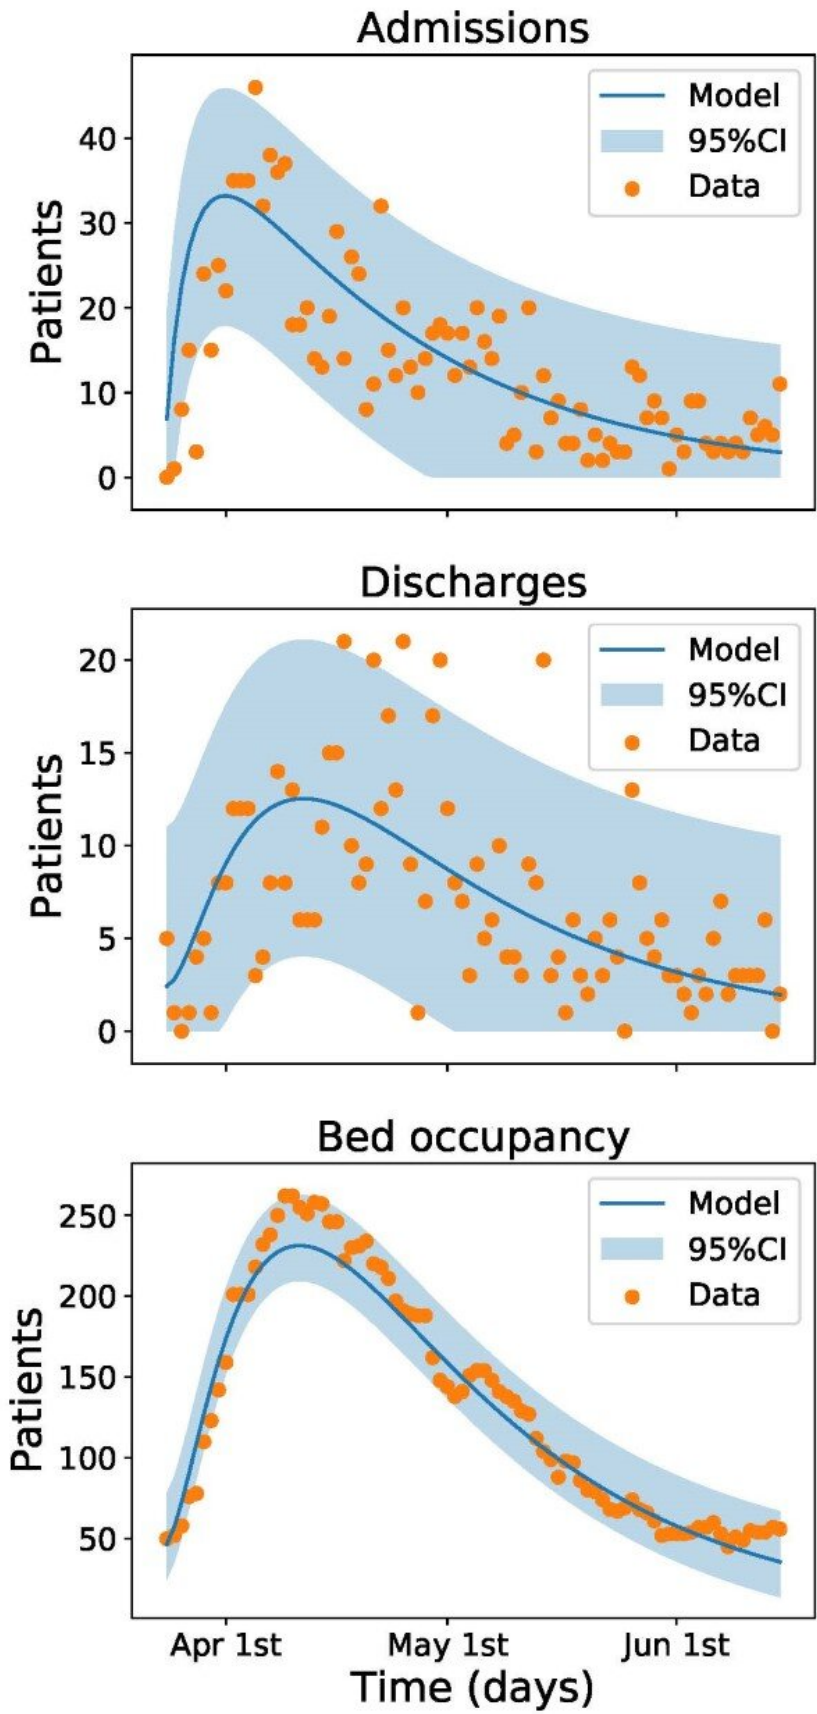 Admissions
Model
95%CI
Data
40
30
20
10
0
Patients
Discharges
Model
95%CI
Data
20
15
10
5
0
Patients
Bed occupancy
Model
95%CI
Data
250
200
150
100
50
Patients
Apr 1st May 1st Jun 1st
Time (days)